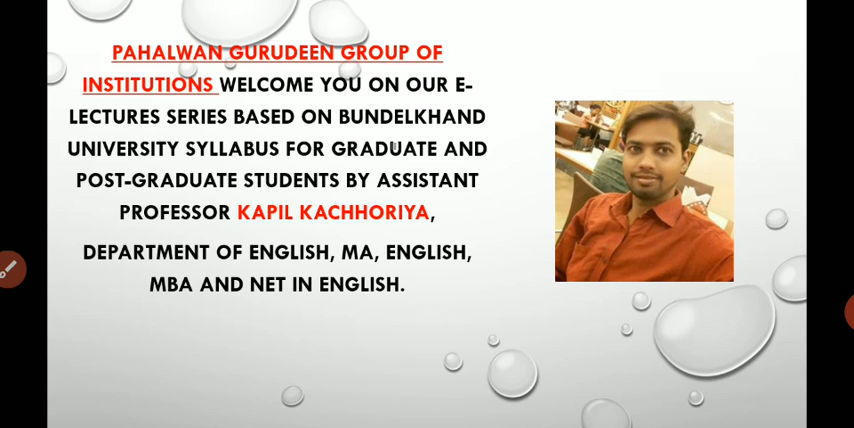 PAHALWAN GURUDEEN GROUP OF
INSTITUTIONS WELCOME YOU ON OUR E-
LECTURES SERIES BASED ON BUNDELKHAND
UNIVERSITY SYLLABUS FOR GRADUATE AND
POST-GRADUATE STUDENTS BY ASSISTANT
PROFESSOR KAPIL KACHHORIYA,
DEPARTMENT OF ENGLISH, MA, ENGLISH,
MBA AND NET IN ENGLISH.